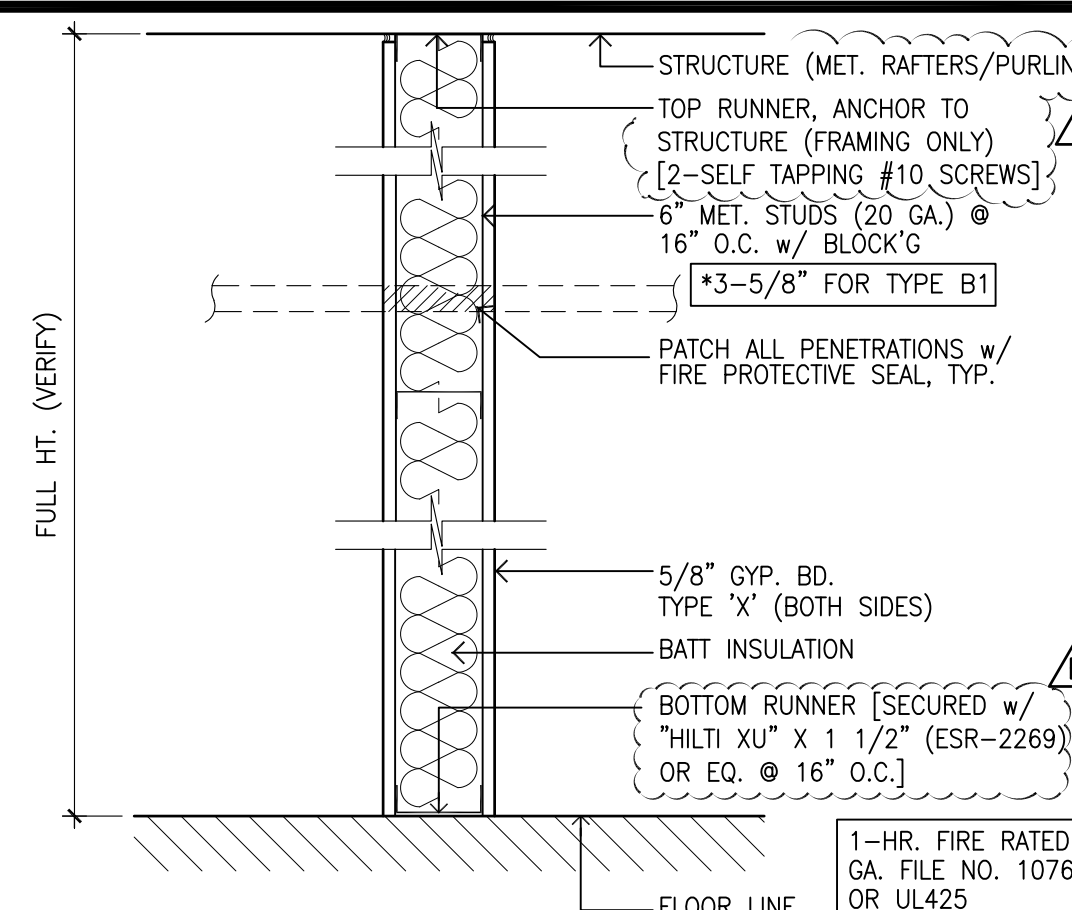 STRUCTURE (MET. RAFTERS/PURLIN
TOP RUNNER, ANCHOR TO
STRUCTURE (FRAMING ONLY)
[2-SELF TAPPING #10 SCREWS]
6" MET. STUDS (20 GA.) @
16" O.C. w/ BLOCK'G
*3-5/8" FOR TYPE B1
PATCH ALL PENETRATIONS w/
FIRE PROTECTIVE SEAL, TYP.
FULL HT. (VERIFY)
5/8" GYP. BD.
TYPE 'X' (BOTH SIDES)
BATT INSULATION
BOTTOM RUNNER [SECURED w/
"HILTI XU" X 1 1/2" (ESR-2269)
OR EQ. @ 16" O.C.]
1-HR. FIRE RATED
GA. FILE NO. 1076
OR UL425
FLOOR LINE